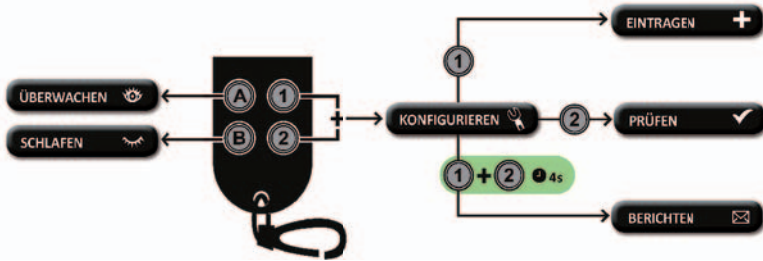 EINTRAGEN
1
ÜBERWACHEN
A 1
+
KONFIGURIEREN
2
PRÜFEN
SCHLAFEN
B 2
1 + 2 4s
BERICHTEN